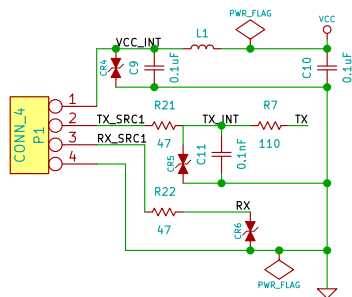 PWR_FLAG
VCC
L1
VCC_INT
CR4
C9
0.1uF
C10
0.1uF
CONN_4
P1
1
2
3
4
TX_SRC1
RX_SRC1
R21
47
TX_INT
R7
110
TX
CR5
C11
0.1nF
R22
47
RX
CR6
PWR_FLAG